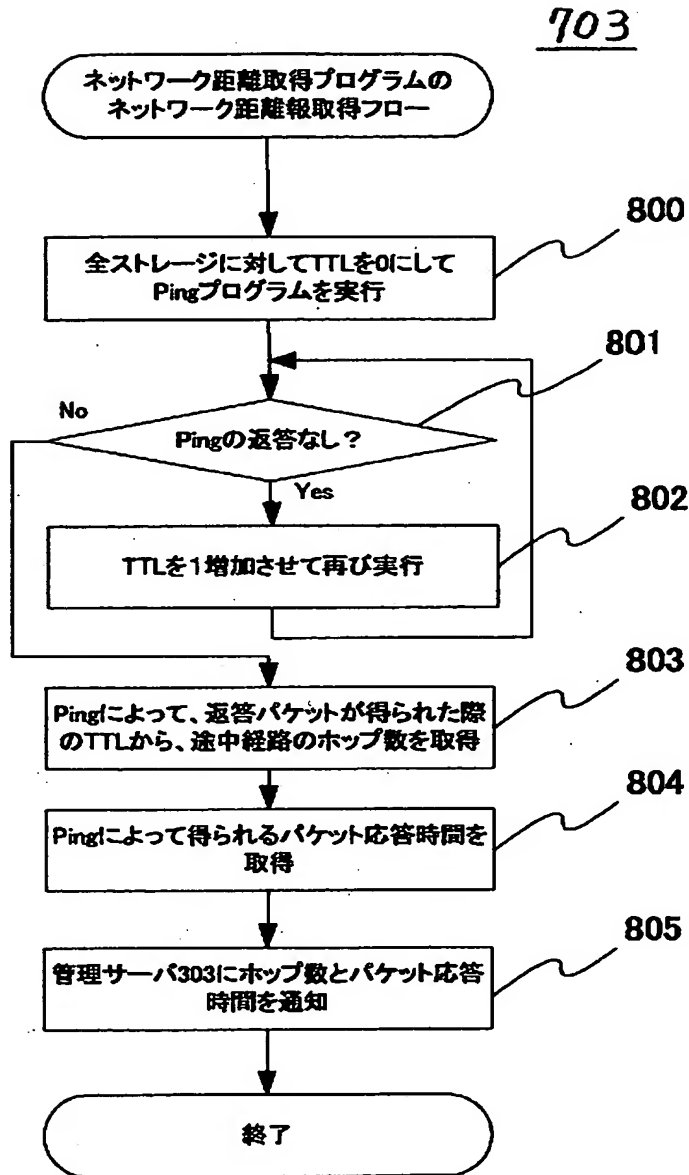 703
ネットワーク距離取得プログラムの
ネットワーク距離報取得フロー
800
全ストレージに対してTTLを0にして
Pingプログラムを実行
801
No
Pingの返答なし？
Yes
802
TTLを1増加させて再び実行
803
Pingによって、返答パケットが得られた際
のTTLから、途中経路のホップ数を取得
804
Pingによって得られるパケット応答時間を
取得
805
管理サーバ303にホップ数とパケット応答
時間を通知
終了